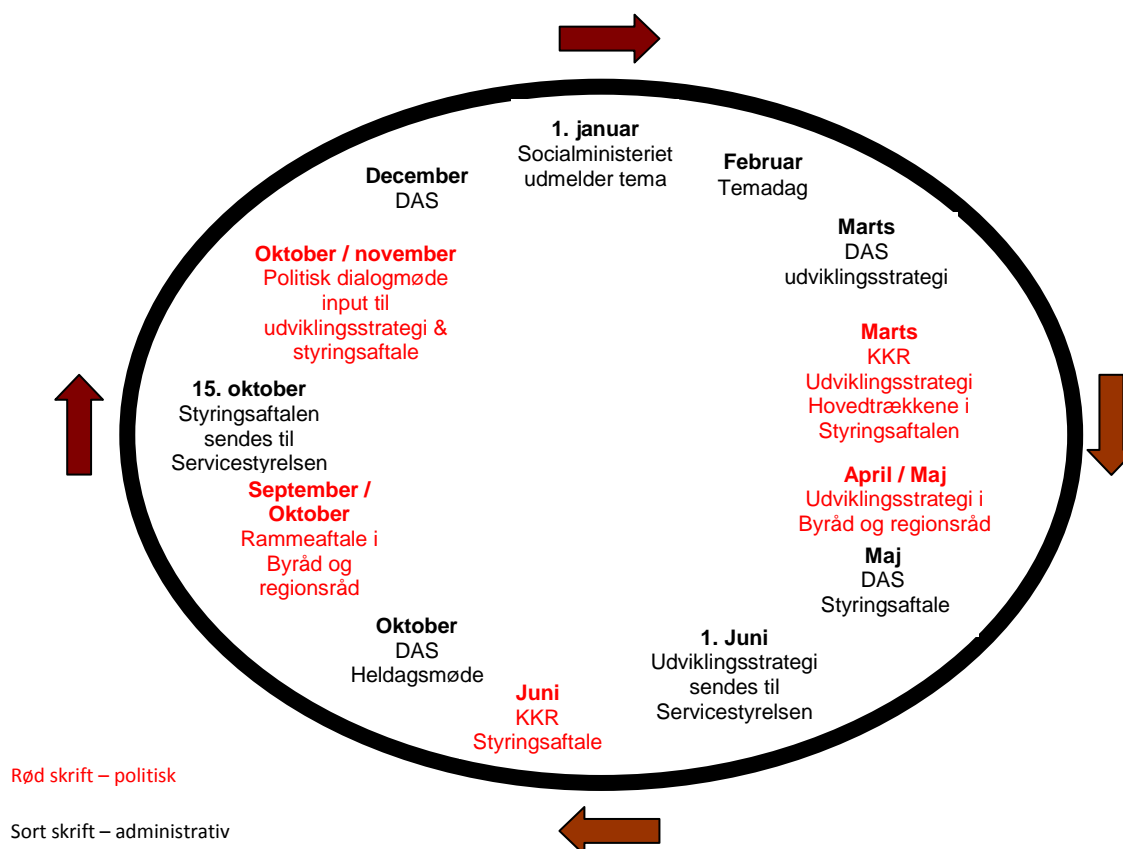 1. januar
Socialministeriet
udmelder tema
Februar
Temadag
Marts
DAS
udviklingsstrategi
Marts
KKR
Udviklingsstrategi
Hovedtrækkene i
Styringsaftalen
April / Maj
Udviklingsstrategi i
Byråd og regionsråd
Maj
DAS
Styringsaftale
1. Juni
Udviklingsstrategi
sendes til
Servicestyrelsen
Juni
KKR
Styringsaftale
Oktober
DAS
Heldagsmøde
September /
Oktober
Rammeaftale i
Byråd og
regionsråd
15. oktober
Styringsaftalen
sendes til
Servicestyrelsen
Oktober / november
Politisk dialogmøde
input til
udviklingsstrategi &
styringsaftale
December
DAS
Rød skrift – politisk
Sort skrift – administrativ